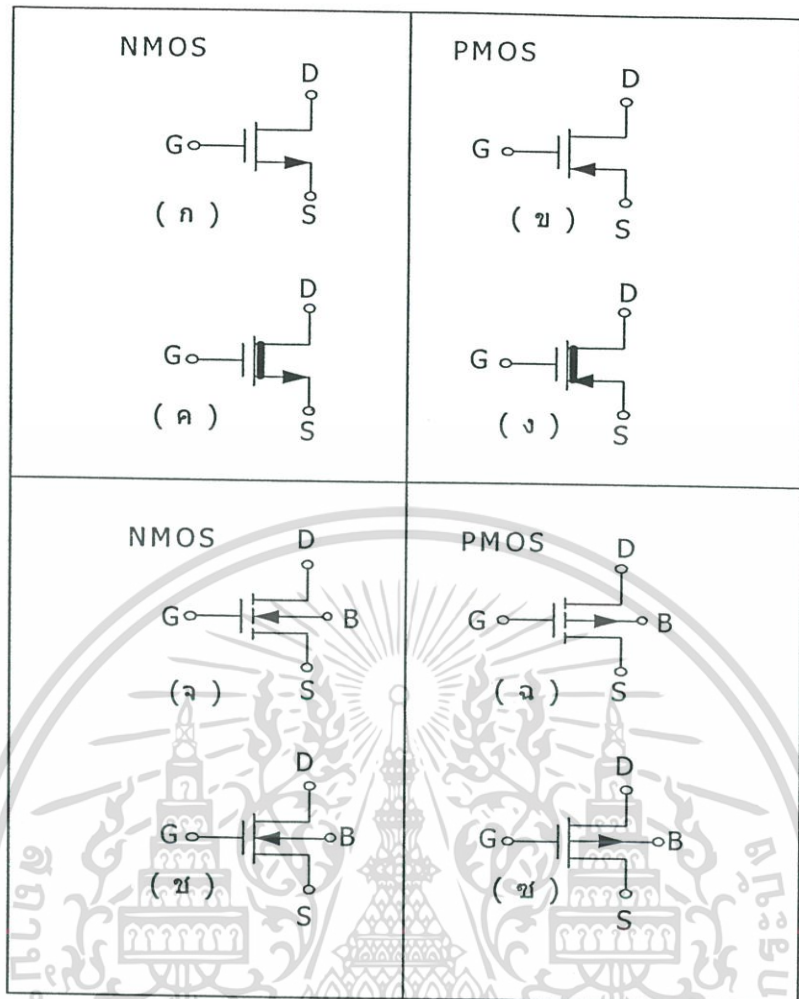 NMOS
D
G
S
( ก )
D
G
S
( ค )
PMOS
D
G
S
( ข )
D
G
S
( ง )
NMOS
D
G
B
S
( จ )
D
G
B
S
( ช )
PMOS
D
G
B
S
( ฉ )
D
G
B
S
( ซ )